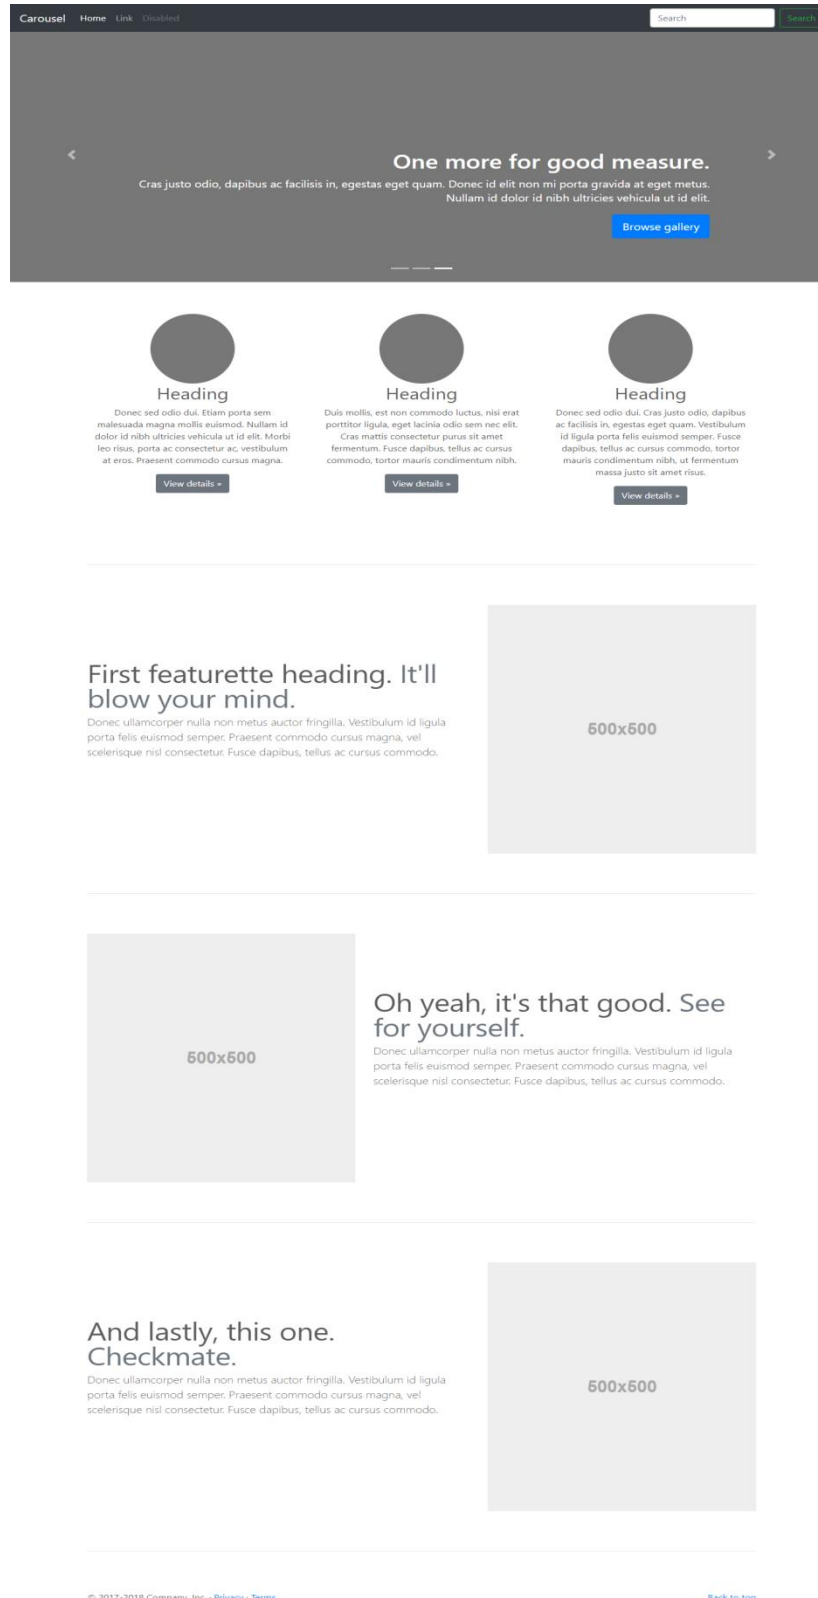 Carousel Home Link Disabled Search Search
One more for good measure.
Cras justo odio, dapibus ac facilisis in, egestas eget quam. Donec id elit non mi porta gravida at eget metus.
Nullam id dolor id nibh ultricies vehicula ut id elit.
Browse gallery
Heading
Donec sed odio dui. Etiam porta sem
malesuada magna mollis euismod. Nullam id
dolor id nibh ultricies vehicula ut id elit. Morbi
leo risus, porta ac consectetur ac, vestibulum
at eros. Praesent commodo cursus magna.
View details »
Heading
Duis mollis, est non commodo luctus, nisi erat
porttitor ligula, eget lacinia odio sem nec elit.
Cras mattis consectetur purus sit amet
fermentum. Fusce dapibus, tellus ac cursus
commodo, tortor mauris condimentum nibh.
View details »
Heading
Donec sed odio dui. Cras justo odio, dapibus
ac facilisis in, egestas eget quam. Vestibulum
id ligula porta felis euismod semper. Fusce
dapibus, tellus ac cursus commodo, tortor
mauris condimentum nibh, ut fermentum
massa justo sit amet risus.
View details »
First featurette heading. It'll
blow your mind.
Donec ullamcorper nulla non metus auctor fringilla. Vestibulum id ligula
porta felis euismod semper. Praesent commodo cursus magna, vel
scelerisque nisl consectetur. Fusce dapibus, tellus ac cursus commodo.
500x500
500x500
Oh yeah, it's that good. See
for yourself.
Donec ullamcorper nulla non metus auctor fringilla. Vestibulum id ligula
porta felis euismod semper. Praesent commodo cursus magna, vel
scelerisque nisl consectetur. Fusce dapibus, tellus ac cursus commodo.
And lastly, this one.
Checkmate.
Donec ullamcorper nulla non metus auctor fringilla. Vestibulum id ligula
porta felis euismod semper. Praesent commodo cursus magna, vel
scelerisque nisl consectetur. Fusce dapibus, tellus ac cursus commodo.
500x500
© 2017-2018 Company, Inc. · Privacy · Terms
Back to top